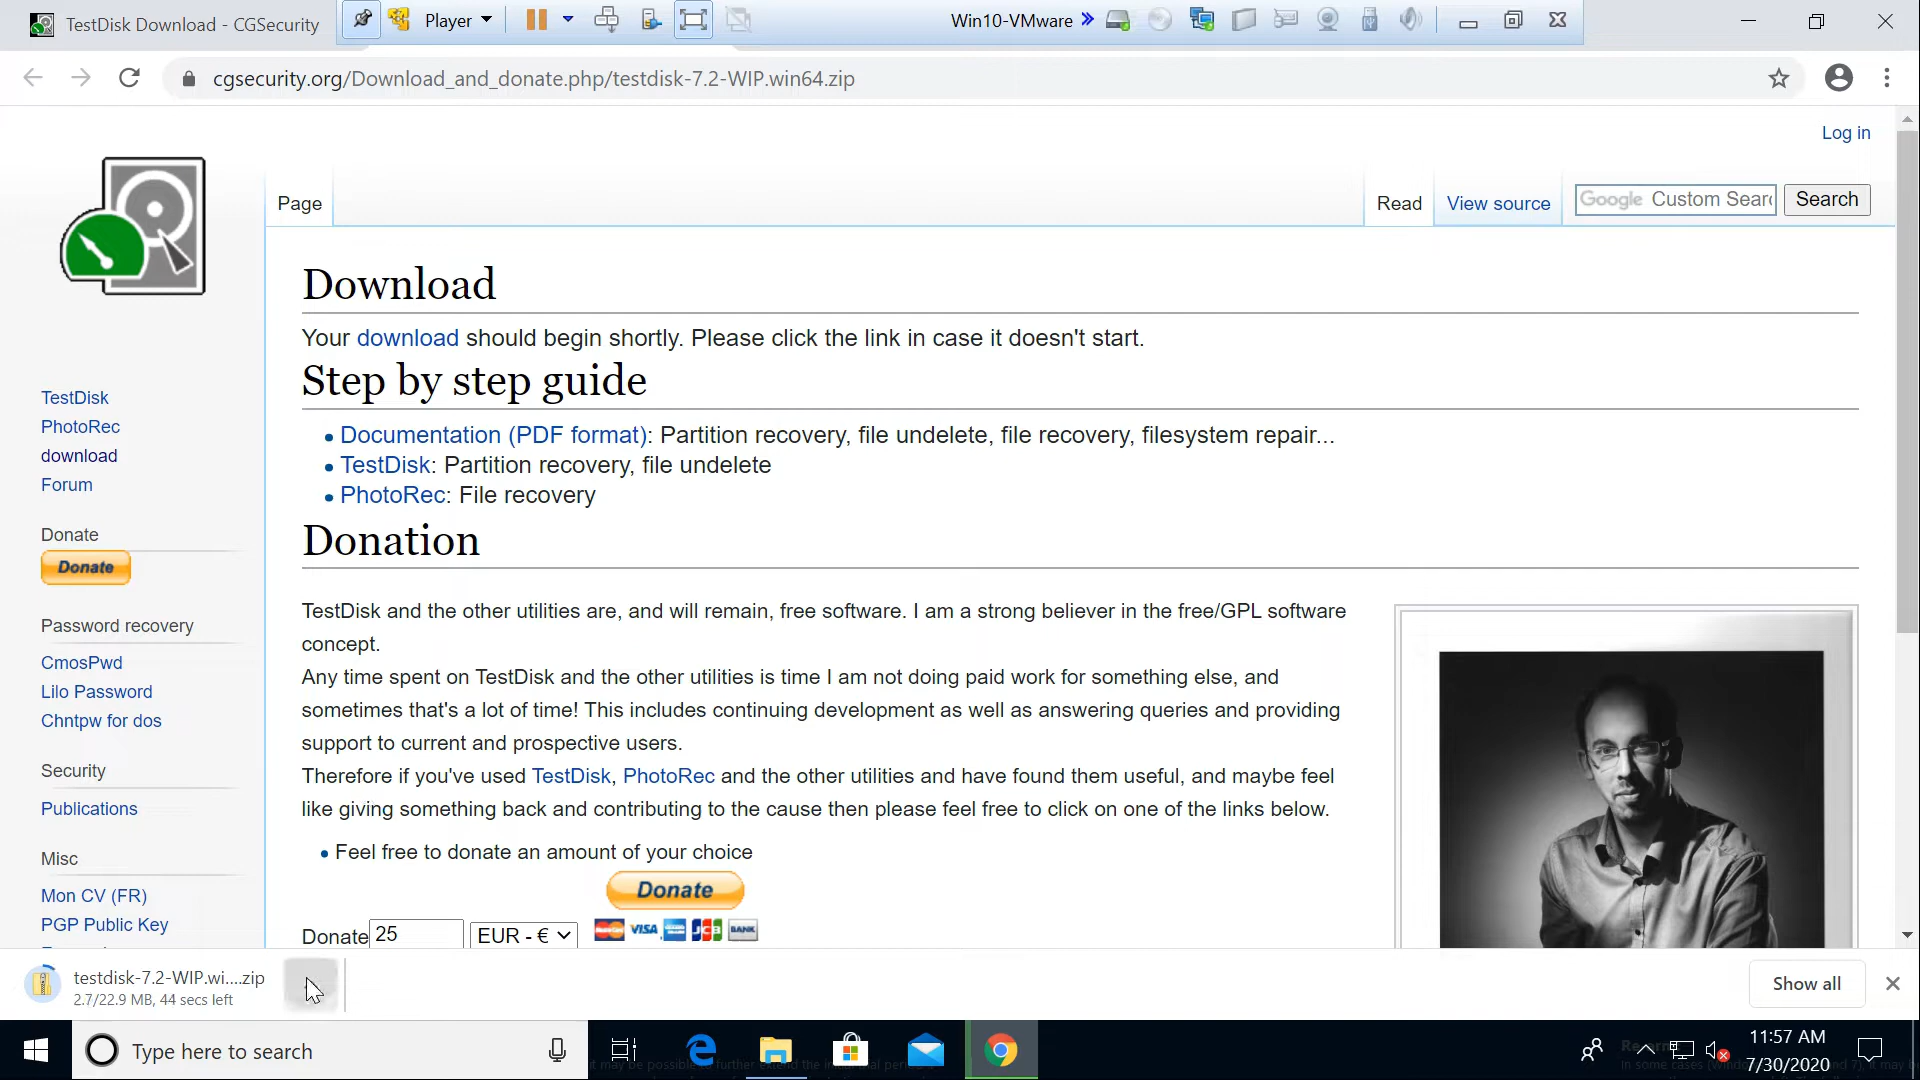 TestDisk Download - CGSecurity
Player
Win10-VMware
cgsecurity.org/Download_and_donate.php/testdisk-7.2-WIP.win64.zip
Log in
Page
Read
View source
Google Custom Searc
Search
Download
Your download should begin shortly. Please click the link in case it doesn't start.
Step by step guide
Documentation (PDF format): Partition recovery, file undelete, file recovery, filesystem repair...
TestDisk: Partition recovery, file undelete
PhotoRec: File recovery
TestDisk
PhotoRec
download
Forum
Donate
Donate
Password recovery
CmosPwd
Lilo Password
Chntpw for dos
Security
Publications
Misc
Mon CV (FR)
PGP Public Key
Donation
TestDisk and the other utilities are, and will remain, free software. I am a strong believer in the free/GPL software
concept.
Any time spent on TestDisk and the other utilities is time I am not doing paid work for something else, and
sometimes that's a lot of time! This includes continuing development as well as answering queries and providing
support to current and prospective users.
Therefore if you've used TestDisk, PhotoRec and the other utilities and have found them useful, and maybe feel
like giving something back and contributing to the cause then please feel free to click on one of the links below.
Feel free to donate an amount of your choice
Donate
Donate 25 EUR - €
VISA JCB BANK
testdisk-7.2-WIP.wi....zip
2.7/22.9 MB, 44 secs left
Show all
Type here to search
11:57 AM
7/30/2020